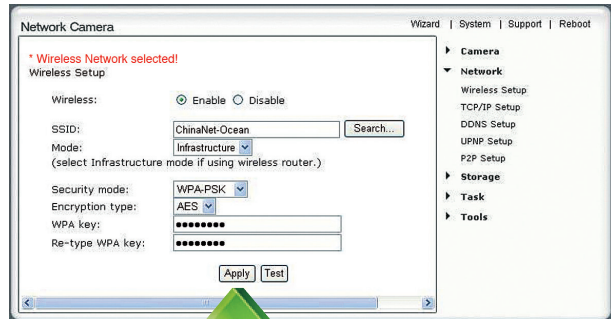 Network Camera
Wizard | System | Support | Reboot
* Wireless Network selected!
Wireless Setup
Wireless: Enable Disable
SSID: ChinaNet-Ocean Search...
Mode: Infrastructure
(select Infrastructure mode if using wireless router.)
Security mode: WPA-PSK
Encryption type: AES
WPA key: ●●●●●●●●
Re-type WPA key: ●●●●●●●●
Apply Test
Camera
Network
Wireless Setup
TCP/IP Setup
DDNS Setup
UPNP Setup
P2P Setup
Storage
Task
Tools